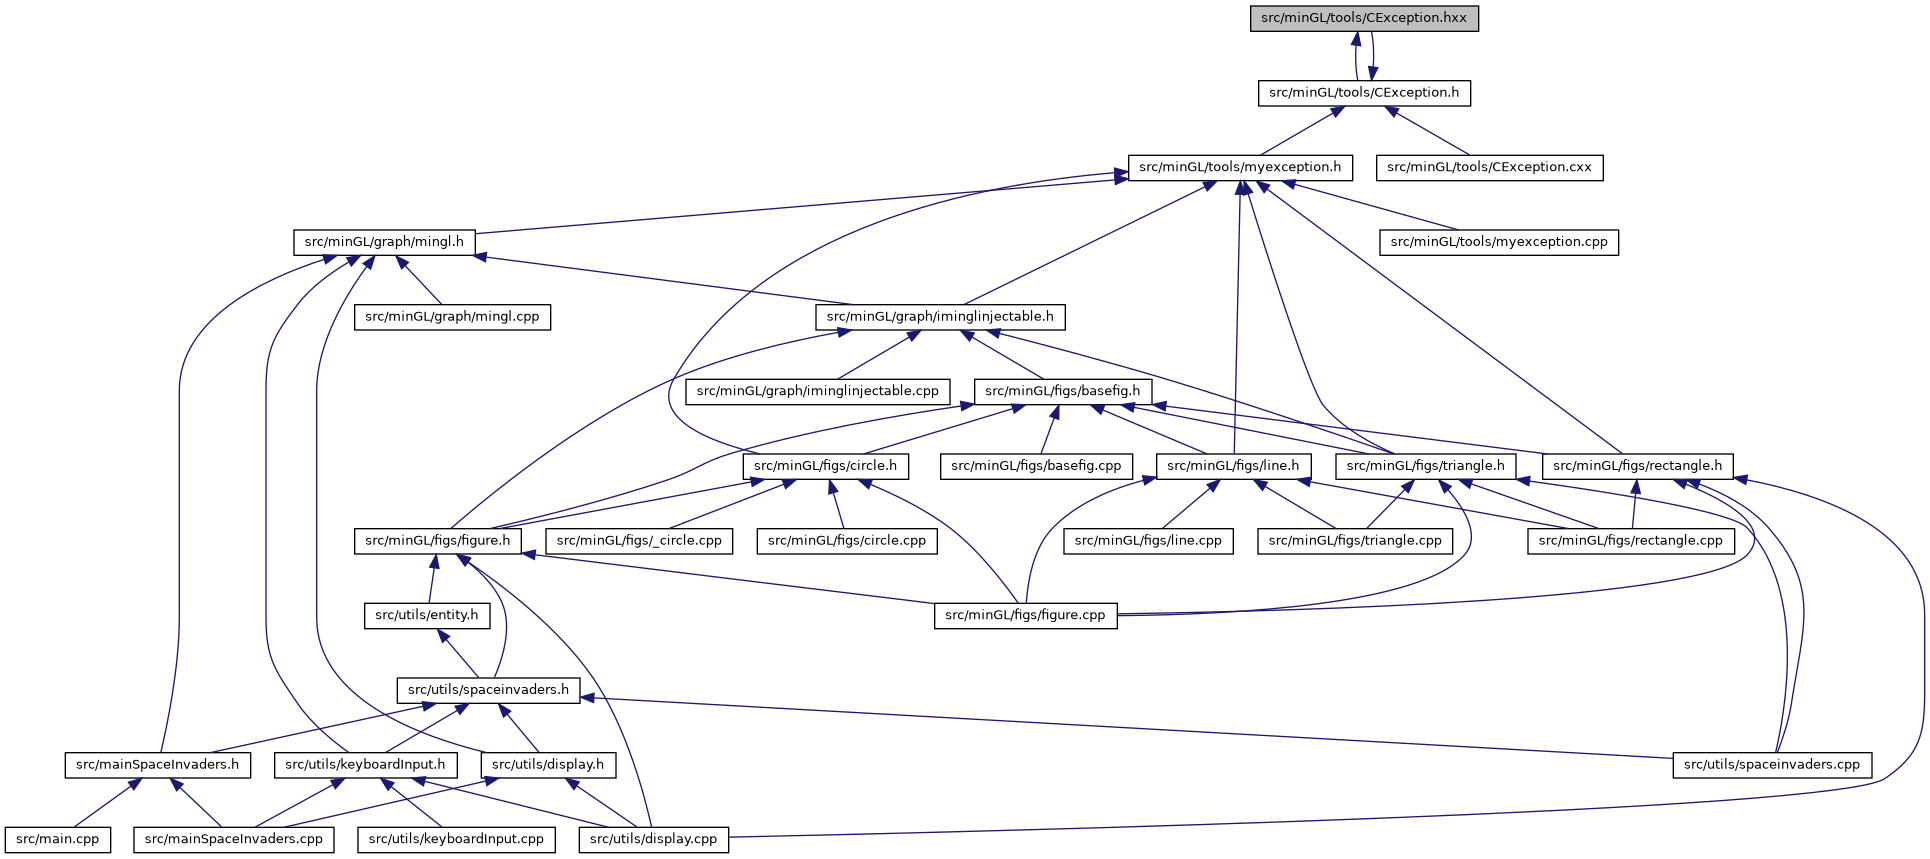 src/minGL/tools/CException.hxx
src/minGL/tools/CException.h
src/minGL/tools/myexception.h
src/minGL/tools/CException.cxx
src/minGL/graph/mingl.h
src/minGL/tools/myexception.cpp
src/minGL/graph/mingl.cpp
src/minGL/graph/iminglinjectable.h
src/minGL/graph/iminglinjectable.cpp
src/minGL/figs/basefig.h
src/minGL/figs/circle.h
src/minGL/figs/basefig.cpp
src/minGL/figs/line.h
src/minGL/figs/triangle.h
src/minGL/figs/rectangle.h
src/minGL/figs/figure.h
src/minGL/figs/_circle.cpp
src/minGL/figs/circle.cpp
src/minGL/figs/line.cpp
src/minGL/figs/triangle.cpp
src/minGL/figs/rectangle.cpp
src/utils/entity.h
src/minGL/figs/figure.cpp
src/utils/spaceinvaders.h
src/mainSpaceInvaders.h
src/utils/keyboardInput.h
src/utils/display.h
src/utils/spaceinvaders.cpp
src/main.cpp
src/mainSpaceInvaders.cpp
src/utils/keyboardInput.cpp
src/utils/display.cpp